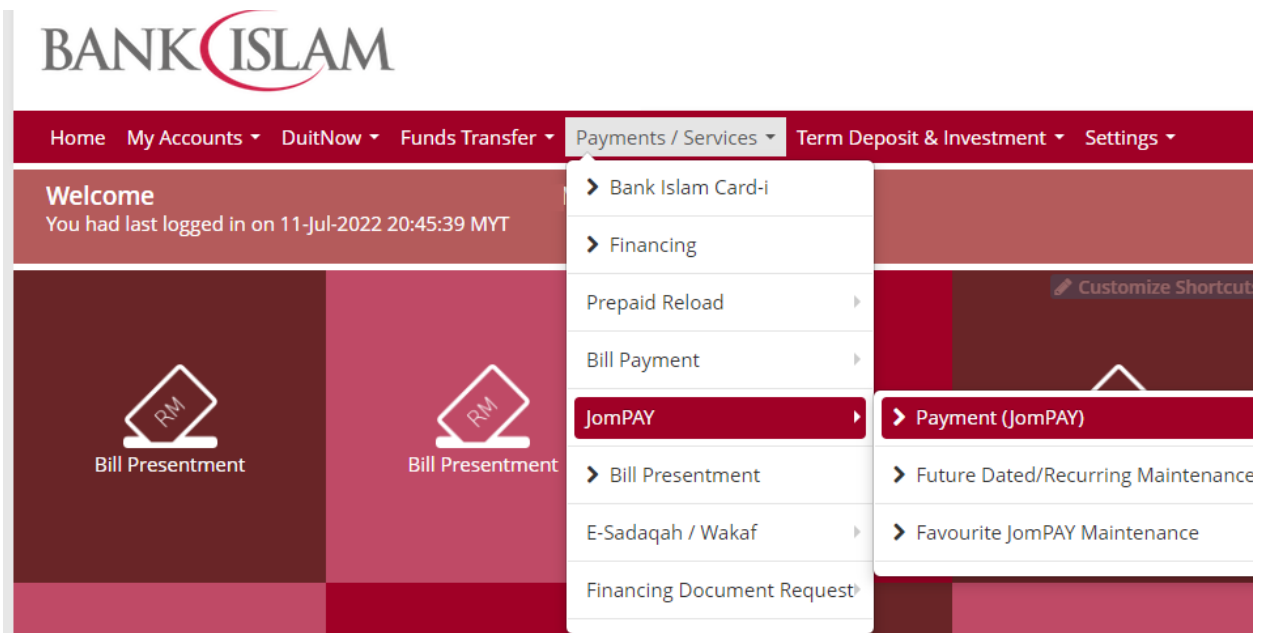 BANK ISLAM
Home My Accounts DuitNow Funds Transfer Payments / Services Term Deposit & Investment Settings
Welcome
You had last logged in on 11-Jul-2022 20:45:39 MYT
Bank Islam Card-i
Financing
Prepaid Reload
Bill Payment
JomPAY
Bill Presentment
E-Sadaqah / Wakaf
Financing Document Request
Payment (JomPAY)
Future Dated/Recurring Maintenance
Favourite JomPAY Maintenance
Customize Shortcut
RM
Bill Presentment
RM
Bill Presentment